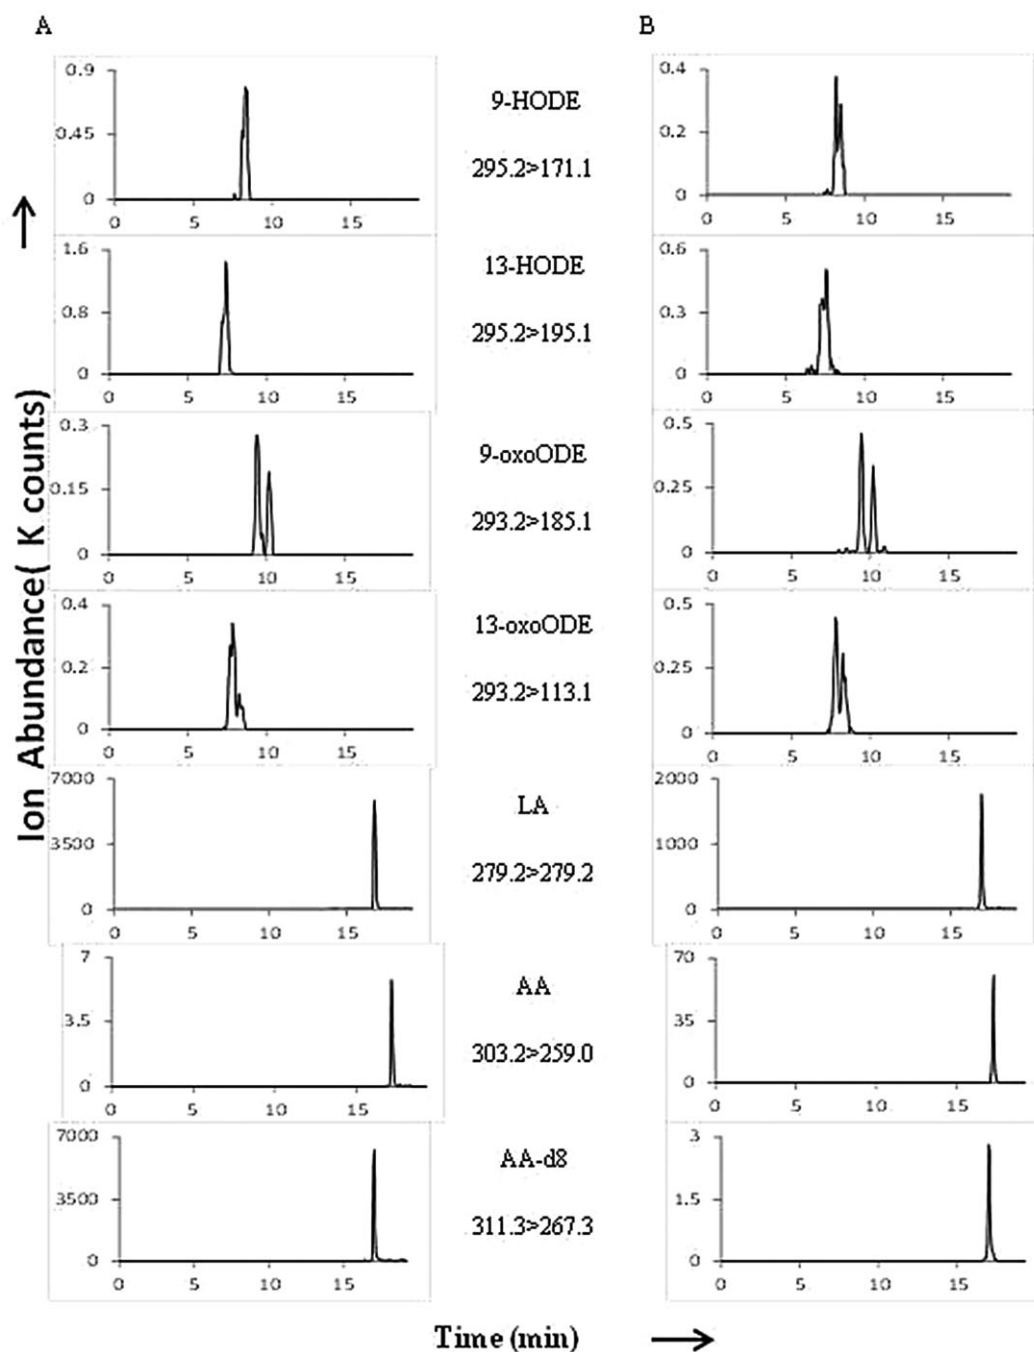 A B
0.9
0.45
0
0 5 10 15
9-HODE
295.2>171.1
0.4
0.2
0
0 5 10 15
1.6
0.8
0
0 5 10 15
13-HODE
295.2>195.1
0.6
0.3
0
0 5 10 15
0.3
0.15
0
0 5 10 15
9-oxoODE
293.2>185.1
0.5
0.25
0
0 5 10 15
0.4
0.2
0
0 5 10 15
13-oxoODE
293.2>113.1
0.5
0.25
0
0 5 10 15
7000
3500
0
0 5 10 15
LA
279.2>279.2
2000
1000
0
0 5 10 15
7
3.5
0
0 5 10 15
AA
303.2>259.0
70
35
0
0 5 10 15
7000
3500
0
0 5 10 15
AA-d8
311.3>267.3
3
1.5
0
0 5 10 15
Ion Abundance( K counts)
Time (min)